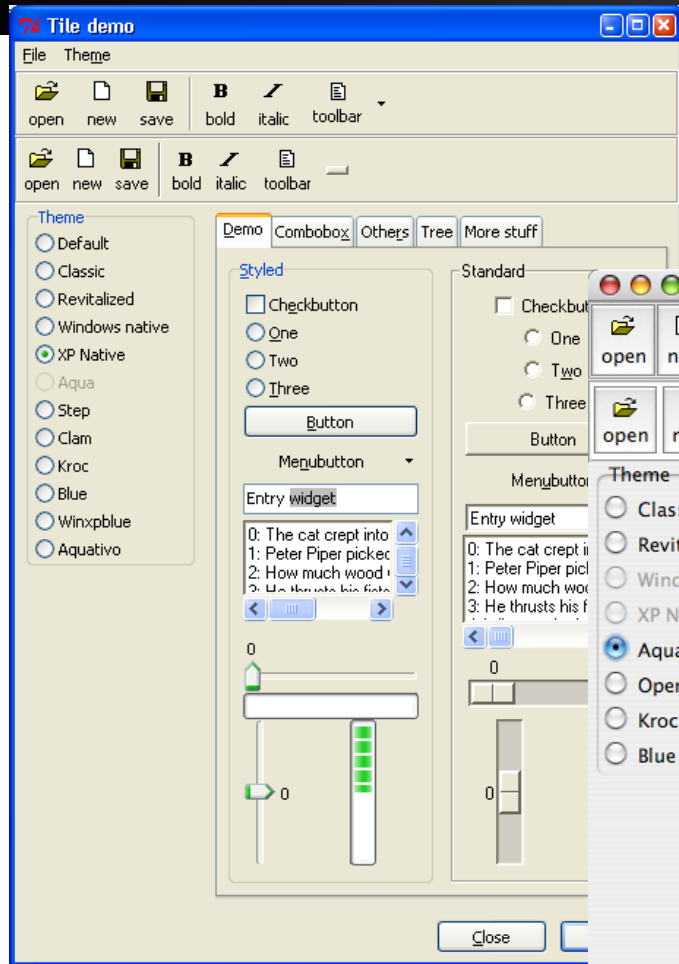 Tile demo
File Theme
open new save bold italic toolbar
open new save bold italic toolbar
Theme
Default
Classic
Revitalized
Windows native
XP Native
Aqua
Step
Clam
Kroc
Blue
Winxpblue
Aquativo
Demo Combobox Others Tree More stuff
Styled
Checkbutton
One
Two
Three
Button
Menubutton
Entry widget
0: The cat crept into
1: Peter Piper picked
2: How much wood
0
0
Standard
One
Two
Three
Button
Entry widget
0: The cat crept
1: Peter Piper
2: How much
3: He thrusts his
0
0
Close
open
open
Theme
XP
Kroc
Blue